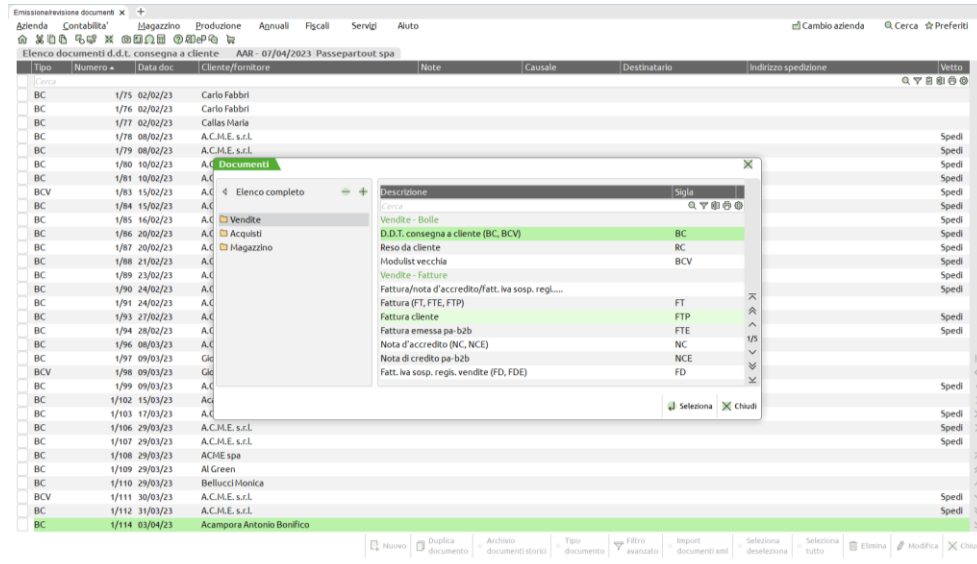 Emissione/revisione documenti
Azienda Contabilita' Magazzino Produzione Annuali Fiscali Servizi Aiuto Cambio azienda Cerca Preferiti
Elenco documenti d.d.t. consegna a cliente AAR - 07/04/2023 Passepartout spa
Tipo Numero Data doc Cliente/fornitore Note Causale Destinatario Indirizzo spedizione Vetto
Cerca
BC 1/75 02/02/23 Carlo Fabbri
BC 1/76 02/02/23 Carlo Fabbri
BC 1/77 02/02/23 Callas Maria
BC 1/78 08/02/23 A.C.M.E. s.r.l. Spedi
BC 1/79 08/02/23 A.C.M.E. s.r.l. Spedi
BC 1/80 10/02/23 Spedi
BC 1/81 10/02/23 Spedi
BCV 1/83 15/02/23 Spedi
BC 1/84 15/02/23 Spedi
BC 1/85 16/02/23 Spedi
BC 1/86 20/02/23 Spedi
BC 1/87 20/02/23 Spedi
BC 1/88 21/02/23 Spedi
BC 1/89 23/02/23 Spedi
BC 1/90 24/02/23 Spedi
BC 1/91 24/02/23
BC 1/93 27/02/23 Spedi
BC 1/94 28/02/23 Spedi
BC 1/96 08/03/23
BC 1/97 09/03/23
BCV 1/98 09/03/23
BC 1/99 09/03/23 Spedi
BC 1/102 15/03/23
BC 1/103 17/03/23 Spedi
BC 1/106 29/03/23 A.C.M.E. s.r.l. Spedi
BC 1/107 29/03/23 A.C.M.E. s.r.l. Spedi
BC 1/108 29/03/23 ACME spa
BC 1/109 29/03/23 Al Green
BC 1/110 29/03/23 Bellucci Monica
BCV 1/111 30/03/23 A.C.M.E. s.r.l. Spedi
BC 1/112 31/03/23 A.C.M.E. s.r.l. Spedi
BC 1/114 03/04/23 Acampora Antonio Bonifico
Documenti
Elenco completo
Vendite
Acquisti
Magazzino
Descrizione Sigla
Cerca
Vendite - Bolle
D.D.T. consegna a cliente (BC, BCV) BC
Reso da cliente RC
Modulist vecchia BCV
Vendite - Fatture
Fattura/nota d'accredito/fatt. iva sosp. regi.....
Fattura (FT, FTE, FTP) FT
Fattura cliente FTP
Fattura emessa pa-b2b FTE
Nota d'accredito (NC, NCE) NC
Nota di credito pa-b2b NCE
Fatt. iva sosp. regis. vendite (FD, FDE) FD
1/5
Seleziona Chiudi
Nuovo Duplica documento Archivio documenti storici Tipo documento Filtro avanzato Import documenti xml Seleziona deseleziona Seleziona tutto Elimina Modifica Chiu